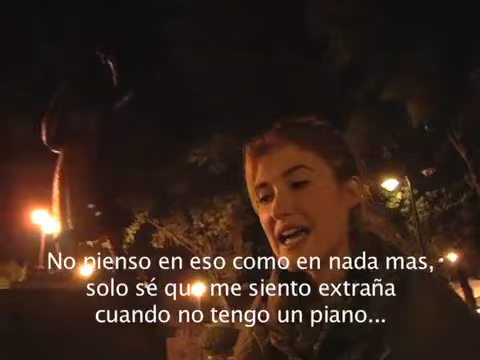 No pienso en eso como en nada mas,
solo sé que me siento extraña
cuando no tengo un piano...